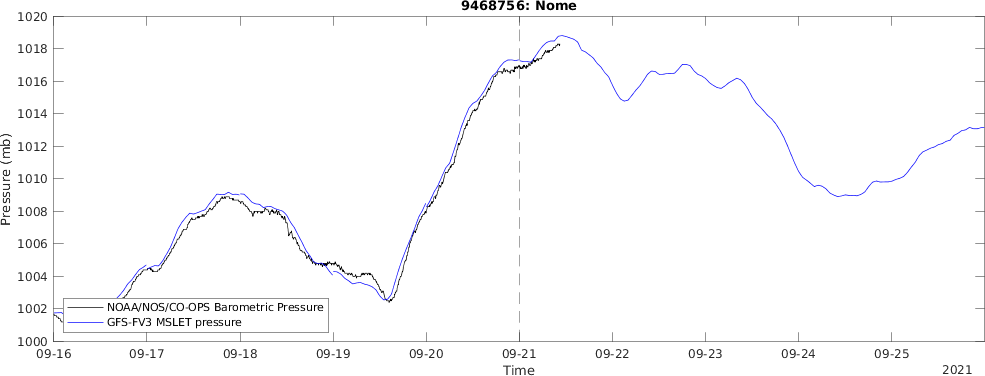 9468756: Nome
Pressure (mb)
1020
1018
1016
1014
1012
1010
1008
1006
1004
1002
1000
NOAA/NOS/CO-OPS Barometric Pressure
GFS-FV3 MSLET pressure
09-16 09-17 09-18 09-19 09-20 09-21 09-22 09-23 09-24 09-25
Time
2021